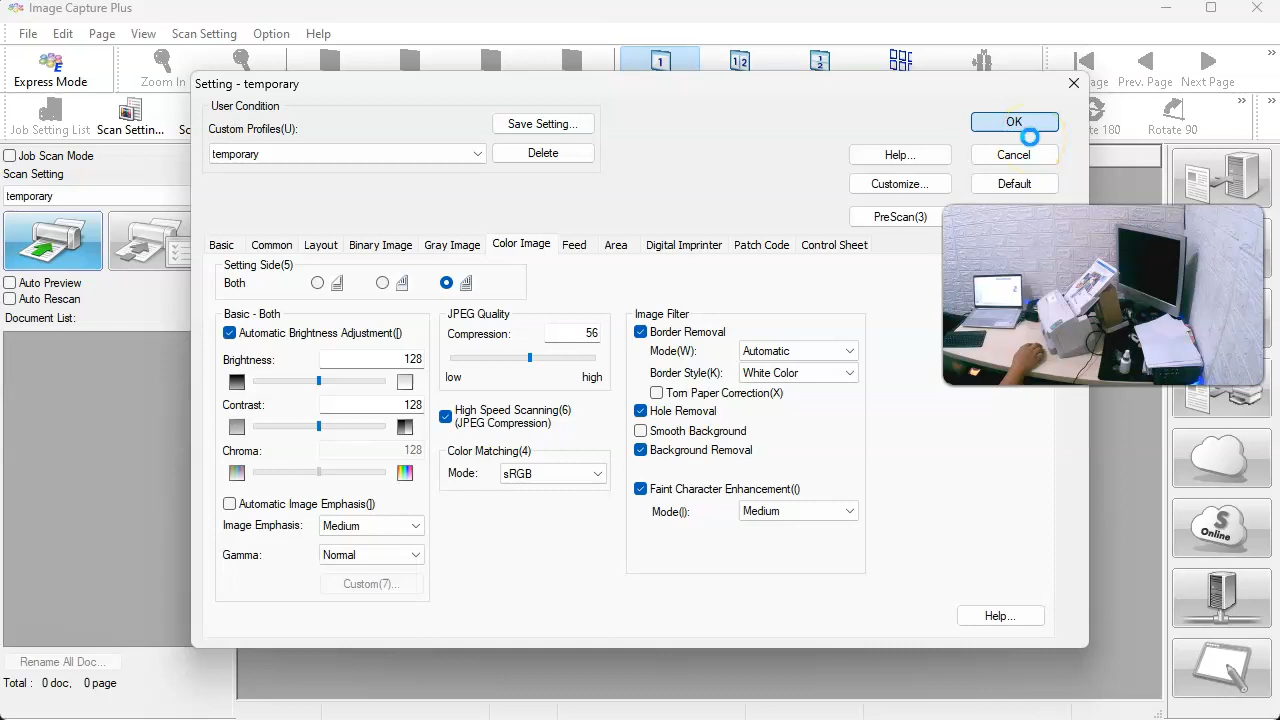 Image Capture Plus
File Edit Page View Scan Setting Option Help
Express Mode
Zoom In
1
1 2
1 2
age Prev. Page Next Page
Job Setting List Scan Settin... Sc
te 180 Rotate 90
Job Scan Mode
Scan Setting
temporary
Auto Preview
Auto Rescan
Document List:
Rename All Doc...
Total : 0 doc, 0 page
Setting - temporary
User Condition
Custom Profiles(U):
temporary
Save Setting...
Delete
OK
Help... Cancel
Customize... Default
PreScan(3)
Basic Common Layout Binary Image Gray Image Color Image Feed Area Digital Imprinter Patch Code Control Sheet
Setting Side(5)
Both
Basic - Both
Automatic Brightness Adjustment(()
Brightness: 128
Contrast: 128
Chroma: 128
Automatic Image Emphasis(J)
Image Emphasis: Medium
Gamma: Normal
Custom(7)...
JPEG Quality
Compression: 56
low high
High Speed Scanning(6)
(JPEG Compression)
Color Matching(4)
Mode: sRGB
Image Filter
Border Removal
Mode(W): Automatic
Border Style(K): White Color
Torn Paper Correction(X)
Hole Removal
Smooth Background
Background Removal
Faint Character Enhancement(()
Mode(I): Medium
Help...
S
Online